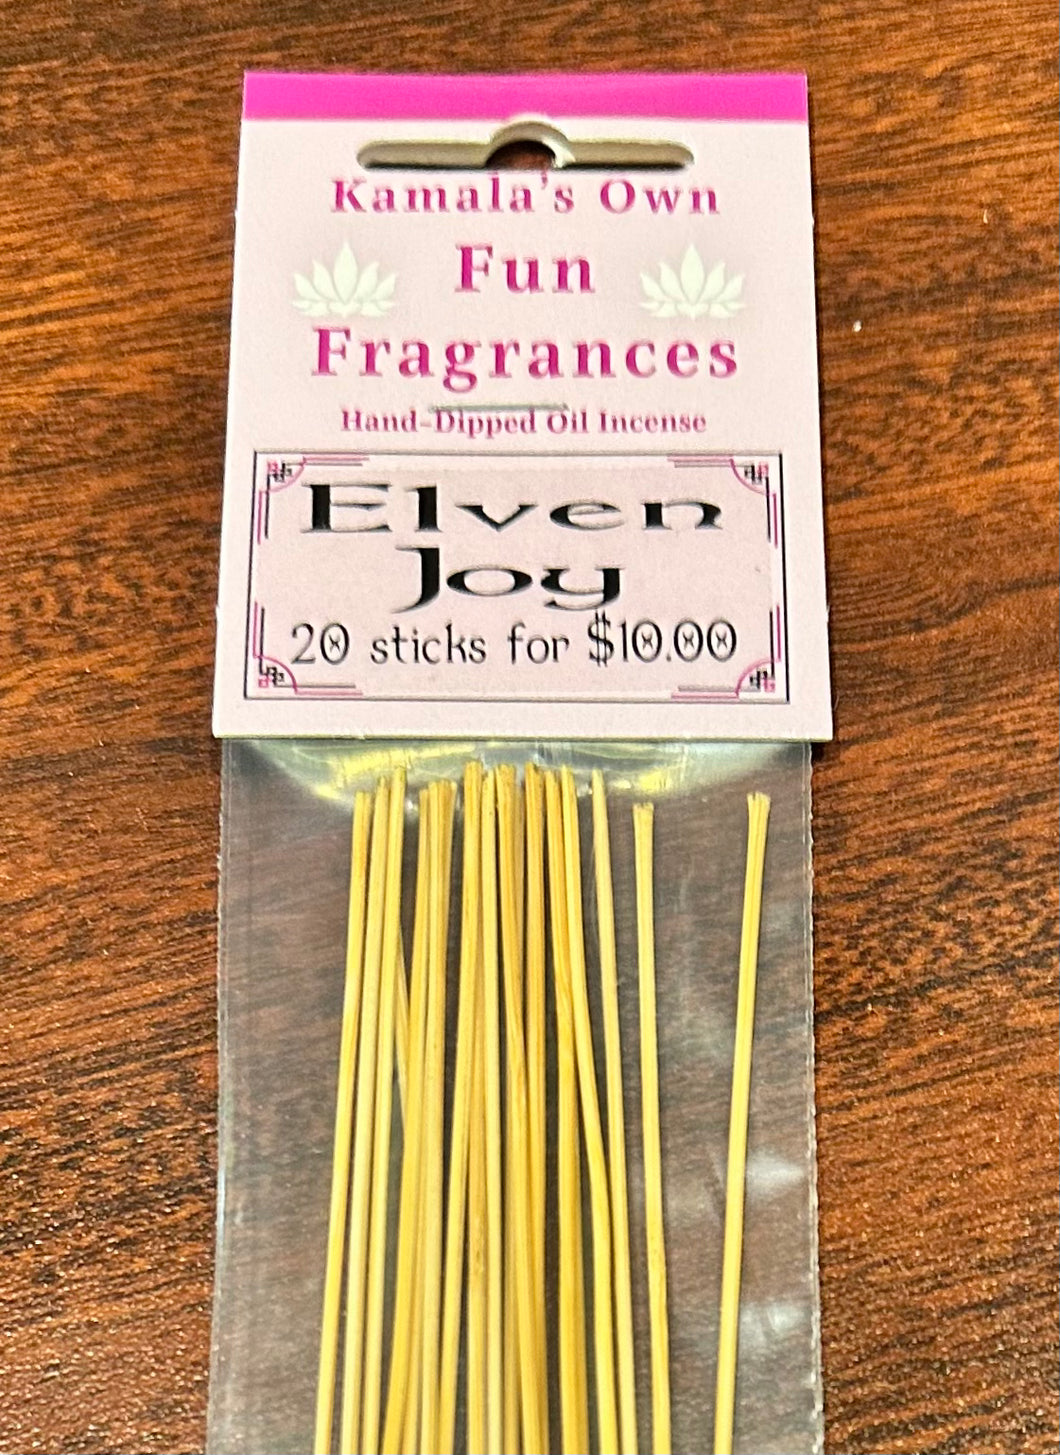 Kamala's Own
Fun
Fragrances
Hand-Dipped Oil Incense
Elven
Joy
20 sticks for $10.00